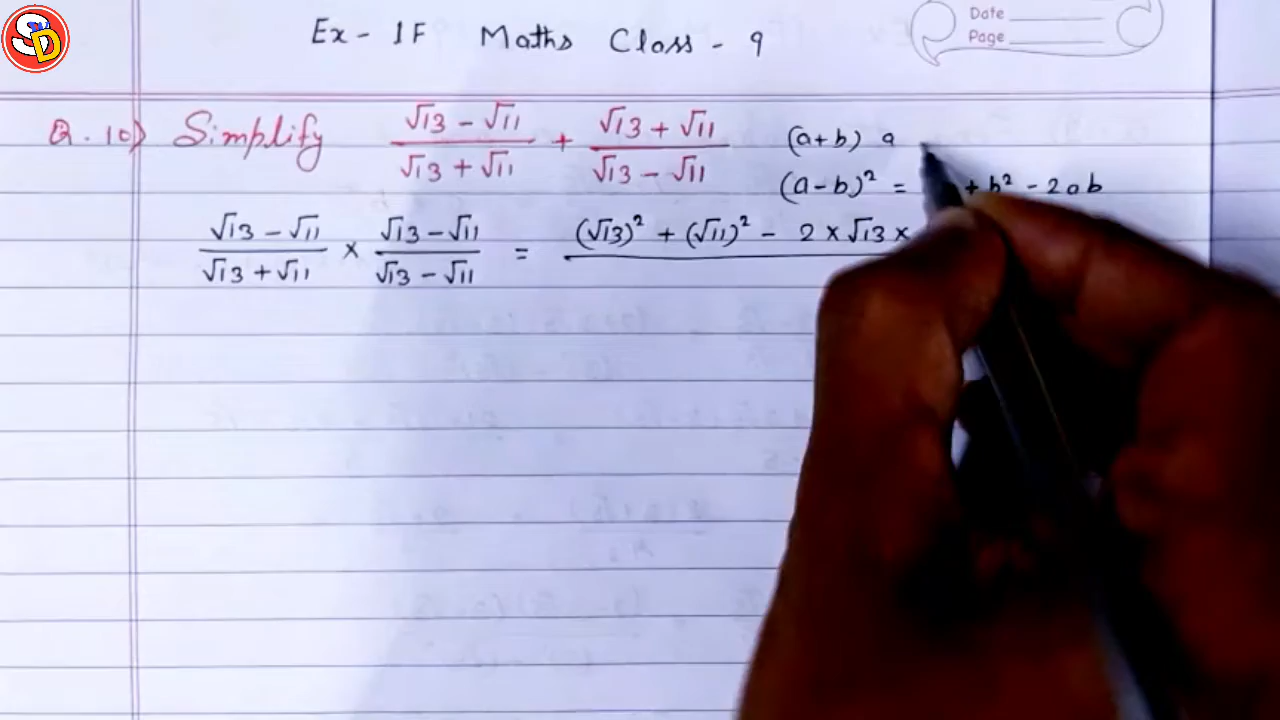 SD
Date
Page
Ex - 1F Maths Class - 9
Q.10) Simplify (√13 - √11)/(√13 + √11) + (√13 + √11)/(√13 - √11)
(a+b) a
(a-b)² = + b² - 2ab
(√13 - √11)/(√13 + √11) × (√13 - √11)/(√13 - √11) = (√13)² + (√11)² - 2 × √13 ×